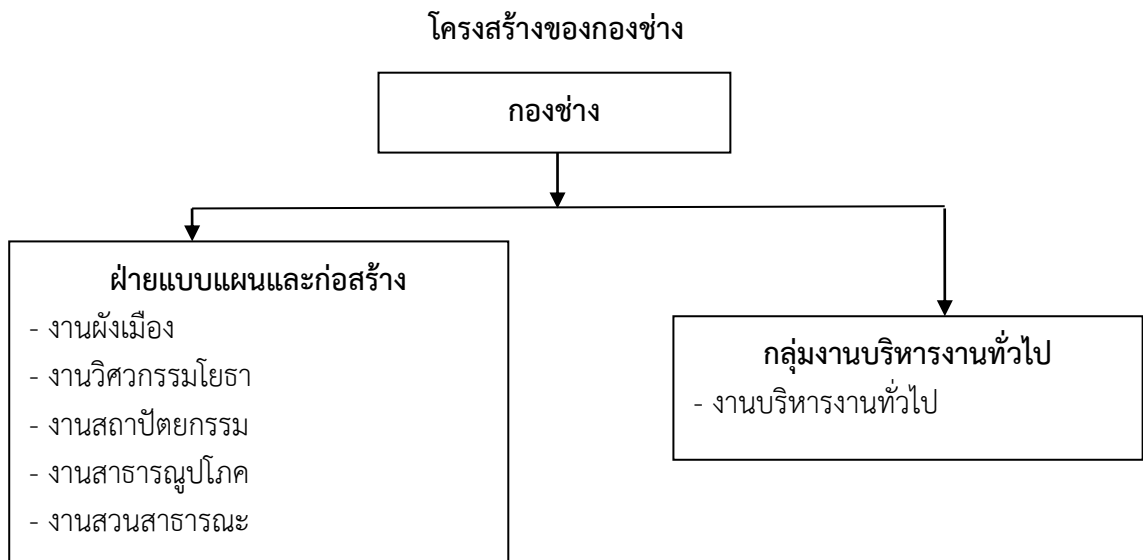 โครงสร้างของกองช่าง
กองช่าง
ฝ่ายแบบแผนและก่อสร้าง
- งานผังเมือง
- งานวิศวกรรมโยธา
- งานสถาปัตยกรรม
- งานสาธารณูปโภค
- งานสวนสาธารณะ
กลุ่มงานบริหารงานทั่วไป
- งานบริหารงานทั่วไป